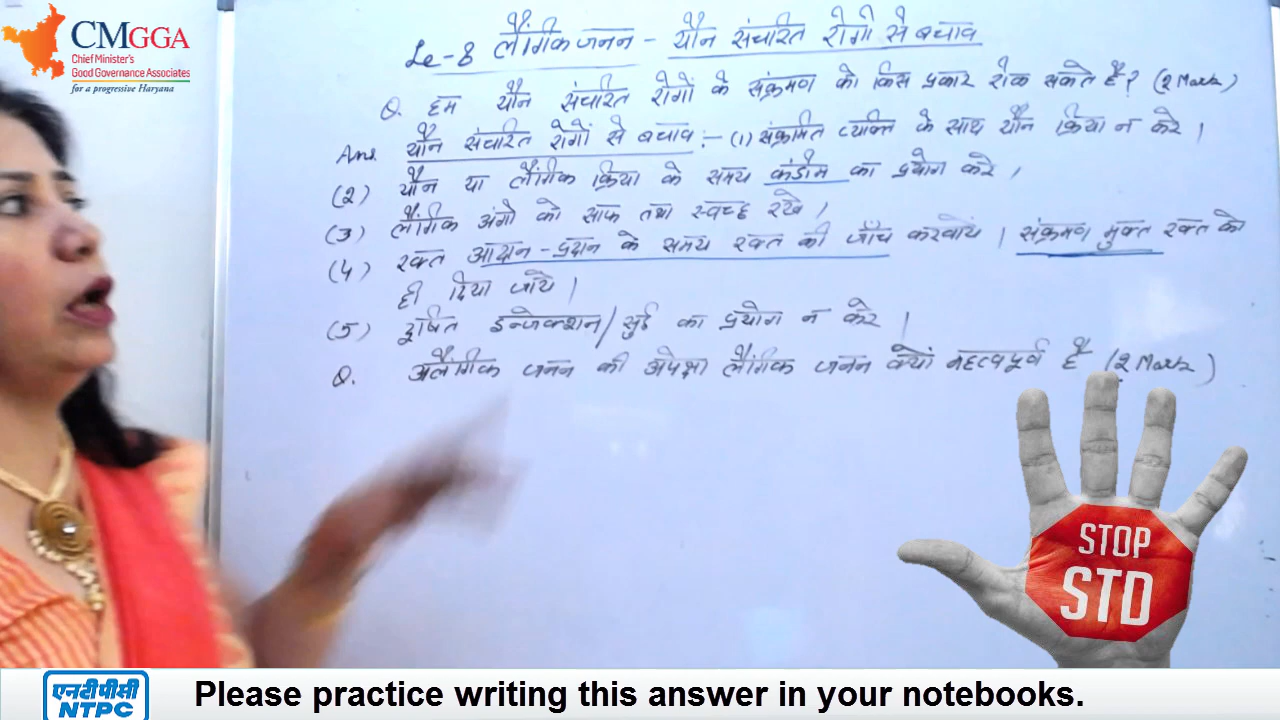 CMGGA
Chief Minister's
Good Governance Associates
for a progressive Haryana
Le-8 लैंगिक जनन - यौन संचारित रोगों से बचाव
Q. हम यौन संचारित रोगों के संक्रमण को किस प्रकार रोक सकते हैं? (2 Mark)
Ans. यौन संचारित रोगों से बचाव :- (1) संक्रमित व्यक्ति के साथ यौन क्रिया न करे।
(2) यौन या लैंगिक क्रिया के समय कंडोम का प्रयोग करे।
(3) लैंगिक अंगो को साफ तथा स्वच्छ रखे।
(4) रक्त आदान-प्रदान के समय रक्त की जाँच करवाये। संक्रमण मुक्त रक्त को
ही दिया जाये।
(5) दूषित इन्जेक्शन/सुई का प्रयोग न करे।
Q. अलैंगिक जनन की अपेक्षा लैंगिक जनन क्यों महत्वपूर्ण है (2 Mark)
STOP
STD
एनटीपीसी
NTPC
Please practice writing this answer in your notebooks.